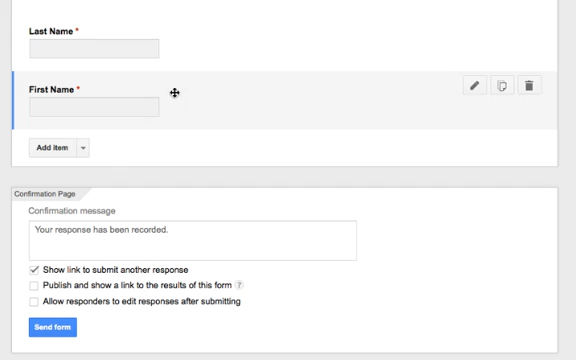 Last Name *
First Name *
Add item
Confirmation Page
Confirmation message
Your response has been recorded.
Show link to submit another response
Publish and show a link to the results of this form ?
Allow responders to edit responses after submitting
Send form